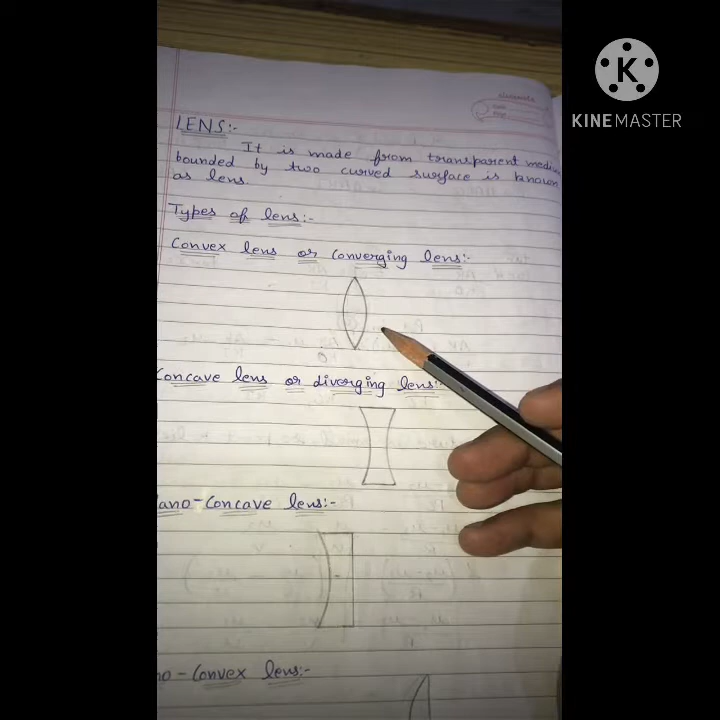 KINEMASTER
LENS:-
It is made from transparent medium
bounded by two curved surface is known
as lens.
Types of lens:-
Convex lens or converging lens:-
Concave lens or diverging lens:-
lano-Concave lens:-
no-Convex lens:-